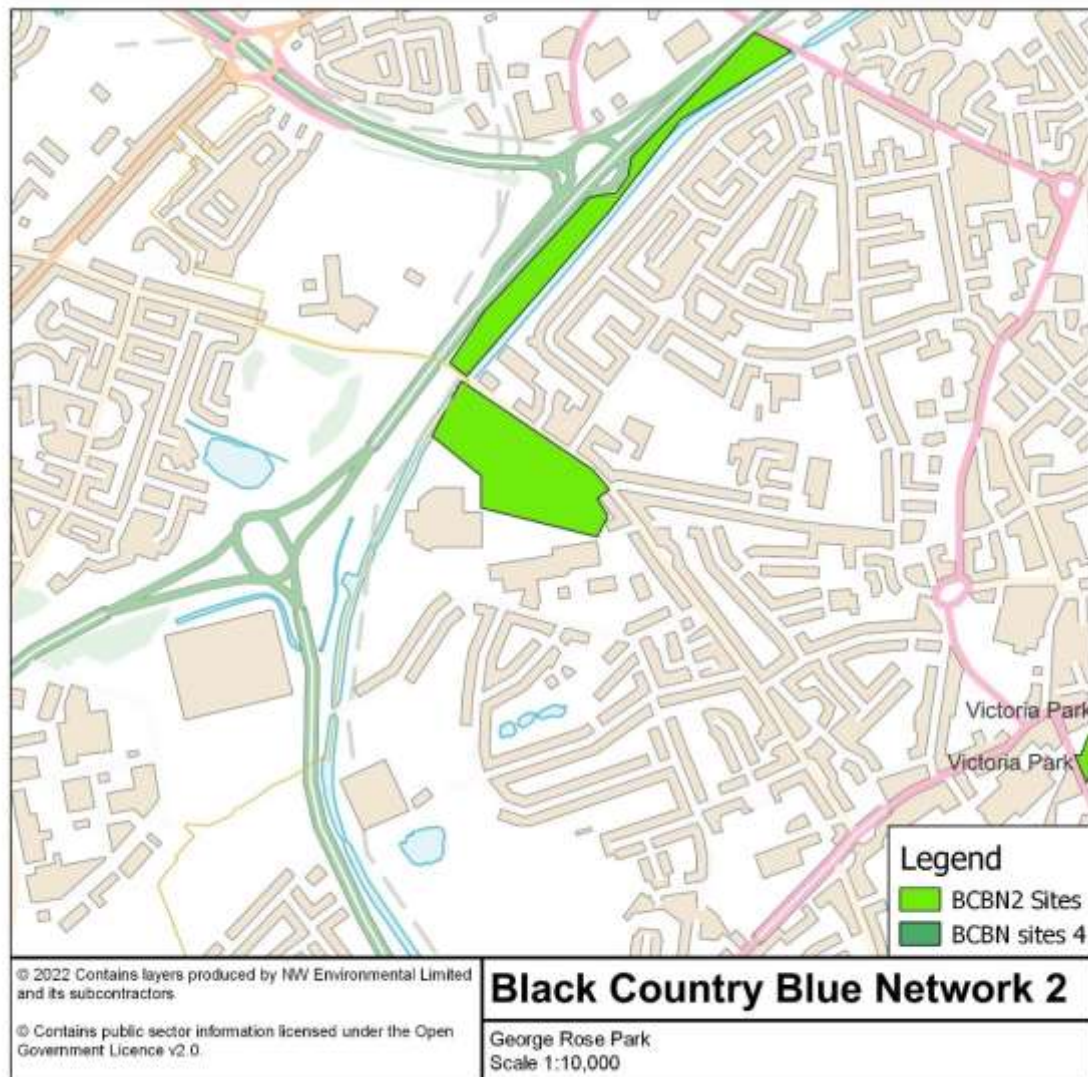 Victoria Park
Victoria Park
Legend
BCBN2 Sites
BCBN sites 4
© 2022 Contains layers produced by NW Environmental Limited
and its subcontractors
© Contains public sector information licensed under the Open
Government Licence v2.0.
Black Country Blue Network 2
George Rose Park
Scale 1:10,000